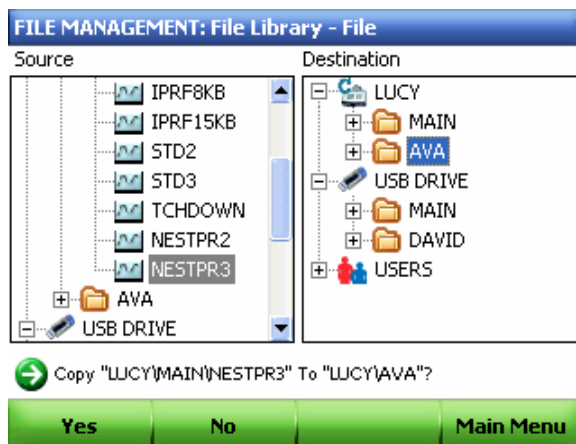 FILE MANAGEMENT: File Library - File
Source
Destination
IPRF8KB
IPRF15KB
STD2
STD3
TCHDOWN
NESTPR2
NESTPR3
AVA
USB DRIVE
LUCY
MAIN
AVA
USB DRIVE
MAIN
DAVID
USERS
Copy "LUCY\MAIN\NESTPR3" To "LUCY\AVA"?
Yes
No
Main Menu